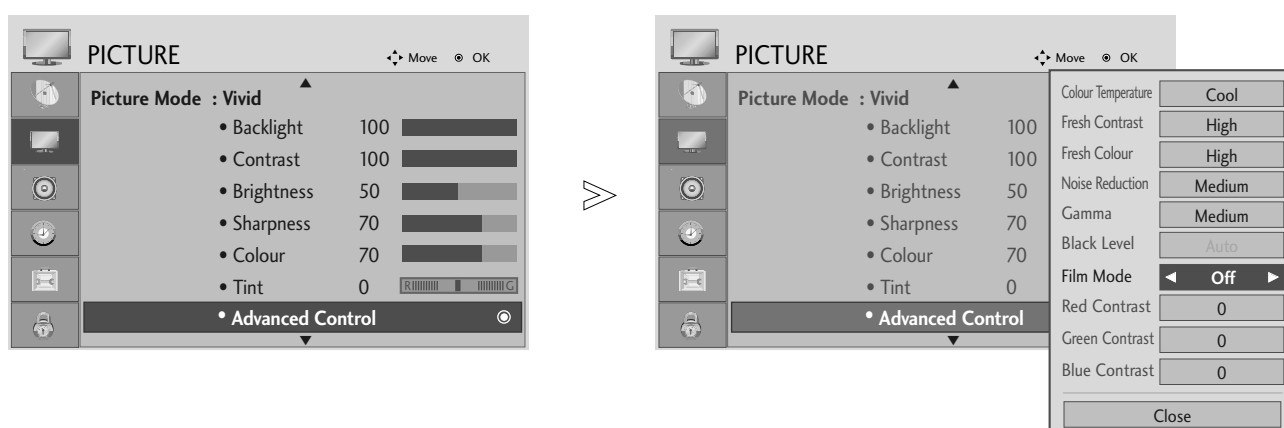 PICTURE
Move OK
Picture Mode : Vivid
• Backlight 100
• Contrast 100
• Brightness 50
• Sharpness 70
• Colour 70
• Tint 0 R G
• Advanced Control
PICTURE
Move OK
Picture Mode : Vivid
• Backlight 100
• Contrast 100
• Brightness 50
• Sharpness 70
• Colour 70
• Tint 0
• Advanced Control
Colour Temperature Cool
Fresh Contrast High
Fresh Colour High
Noise Reduction Medium
Gamma Medium
Black Level Auto
Film Mode ◄ Off ►
Red Contrast 0
Green Contrast 0
Blue Contrast 0
Close